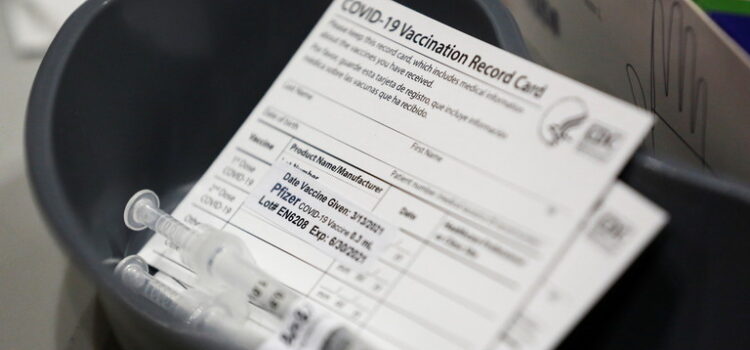 COVID-19 Vaccination Record Card
Please keep this record card, which includes medical information
about the vaccines you have received.
Por favor, guarde esta tarjeta de registro, que incluye información
médica sobre las vacunas que ha recibido.
Last Name
First Name
Date of birth
Patient number
Vaccine
Product Name/Manufacturer
Date
Lot Number
1st Dose
COVID-19
2nd Dose
COVID-19
Other
Date Vaccine Given: 3/13/2021
Pfizer COVID-19 Vaccine 0.3 mL
Lot# EN6208 Exp: 6/30/2021
CDC